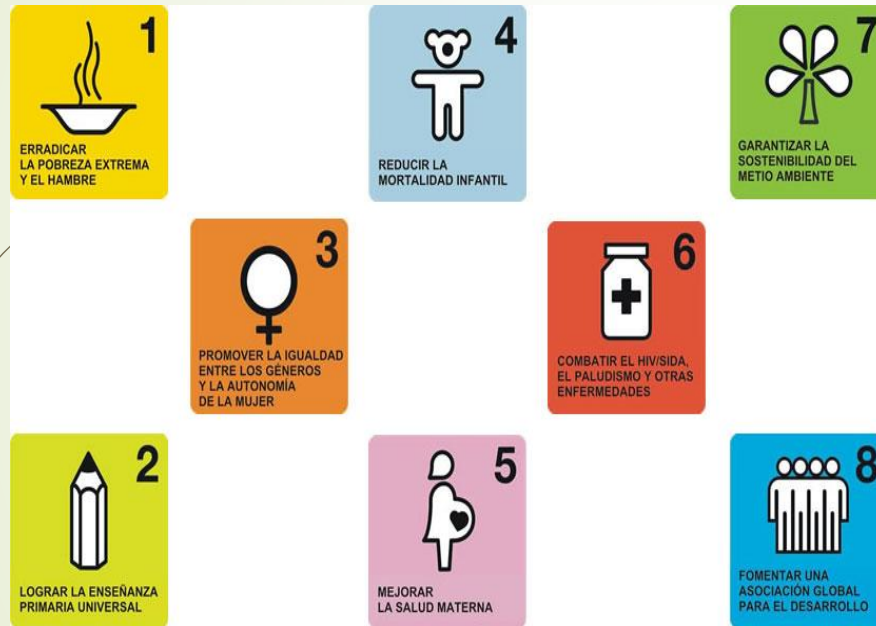 1
ERRADICAR
LA POBREZA EXTREMA
Y EL HAMBRE
4
REDUCIR LA
MORTALIDAD INFANTIL
7
GARANTIZAR LA
SOSTENIBILIDAD DEL
METIO AMBIENTE
3
PROMOVER LA IGUALDAD
ENTRE LOS GÉNEROS
Y LA AUTONOMÍA
DE LA MUJER
6
COMBATIR EL HIV/SIDA,
EL PALUDISMO Y OTRAS
ENFERMEDADES
2
LOGRAR LA ENSEÑANZA
PRIMARIA UNIVERSAL
5
MEJORAR
LA SALUD MATERNA
8
FOMENTAR UNA
ASOCIACIÓN GLOBAL
PARA EL DESARROLLO